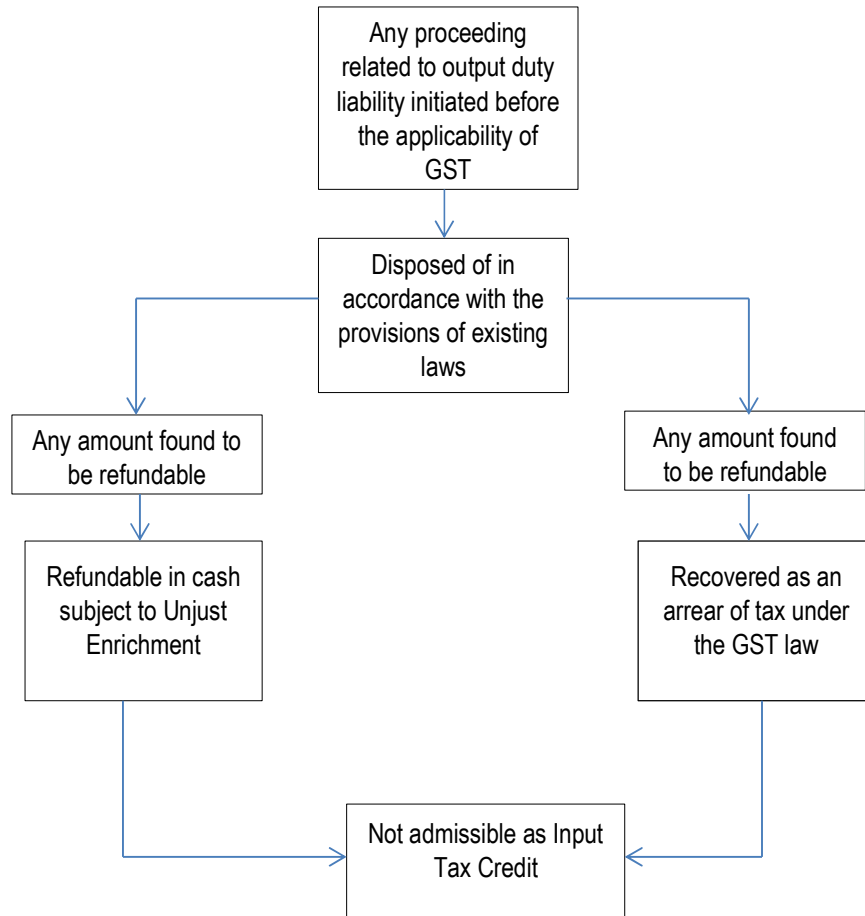 Any proceeding
related to output duty
liability initiated before
the applicability of
GST
Disposed of in
accordance with the
provisions of existing
laws
Any amount found to
be refundable
Any amount found
to be refundable
Refundable in cash
subject to Unjust
Enrichment
Recovered as an
arrear of tax under
the GST law
Not admissible as Input
Tax Credit